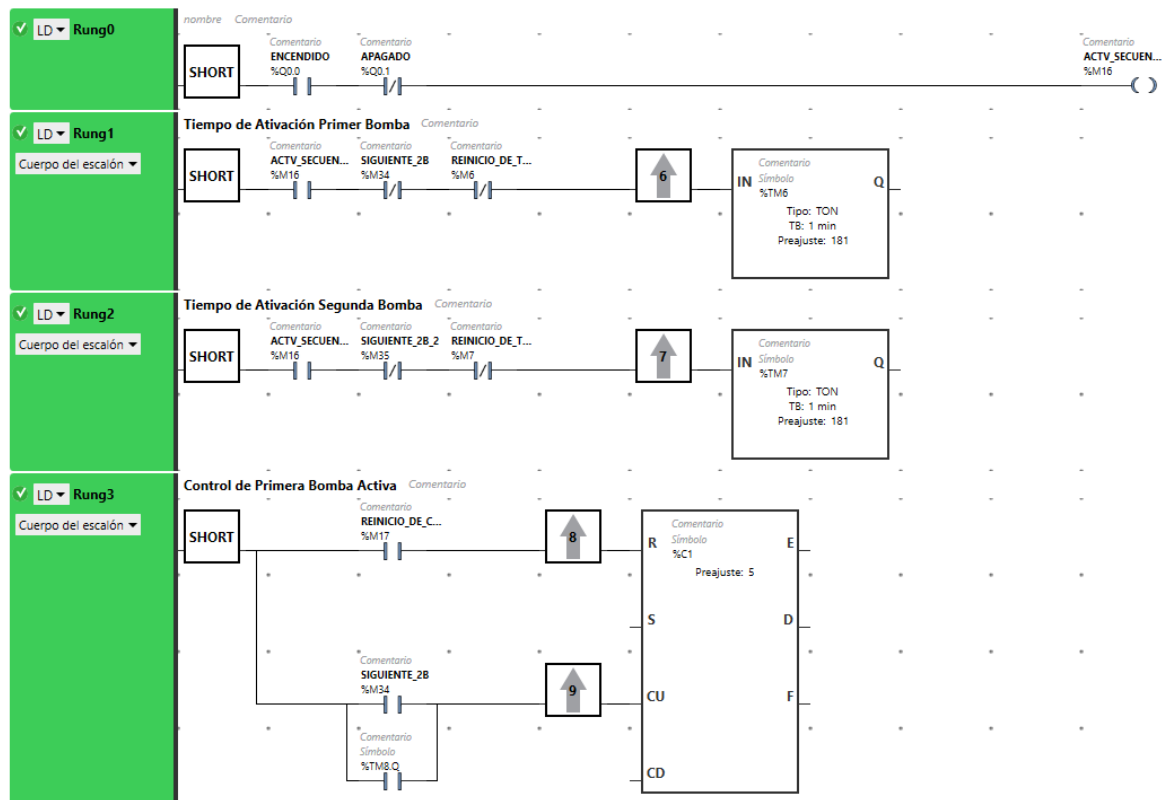 LD Rung0
nombre Comentario
SHORT
Comentario
ENCENDIDO
%Q0.0
Comentario
APAGADO
%Q0.1
Comentario
ACTV_SECUEN...
%M16
LD Rung1
Cuerpo del escalón
Tiempo de Ativación Primer Bomba Comentario
SHORT
Comentario
ACTV_SECUEN...
%M16
Comentario
SIGUIENTE_2B
%M34
Comentario
REINICIO_DE_T...
%M6
6
Comentario
Símbolo
IN %TM6 Q
Tipo: TON
TB: 1 min
Preajuste: 181
LD Rung2
Cuerpo del escalón
Tiempo de Ativación Segunda Bomba Comentario
SHORT
Comentario
ACTV_SECUEN...
%M16
Comentario
SIGUIENTE_2B_2
%M35
Comentario
REINICIO_DE_T...
%M7
7
Comentario
Símbolo
IN %TM7 Q
Tipo: TON
TB: 1 min
Preajuste: 181
LD Rung3
Cuerpo del escalón
Control de Primera Bomba Activa Comentario
SHORT
Comentario
REINICIO_DE_C...
%M17
8
Comentario
Símbolo
R %C1 E
Preajuste: 5
S D
Comentario
SIGUIENTE_2B
%M34
9
CU F
Comentario
Símbolo
%TM8.Q
CD